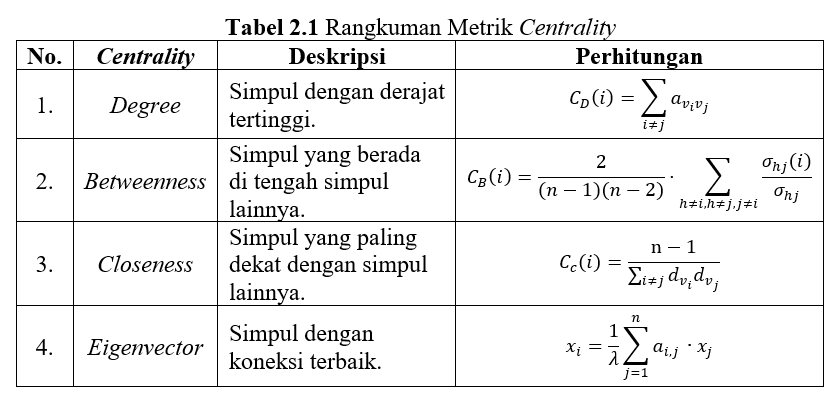 Tabel 2.1 Rangkuman Metrik Centrality
No. Centrality Deskripsi Perhitungan
1. Degree Simpul dengan derajat tertinggi. C_D(i) = ∑_{i≠j} a_{v_i v_j}
2. Betweenness Simpul yang berada di tengah simpul lainnya. C_B(i) = 2/((n − 1)(n − 2)) · ∑_{h≠i,h≠j,j≠i} σ_{hj}(i)/σ_{hj}
3. Closeness Simpul yang paling dekat dengan simpul lainnya. C_c(i) = (n − 1)/(∑_{i≠j} d_{v_i} d_{v_j})
4. Eigenvector Simpul dengan koneksi terbaik. x_i = 1/λ ∑_{j=1}^{n} a_{i,j} · x_j